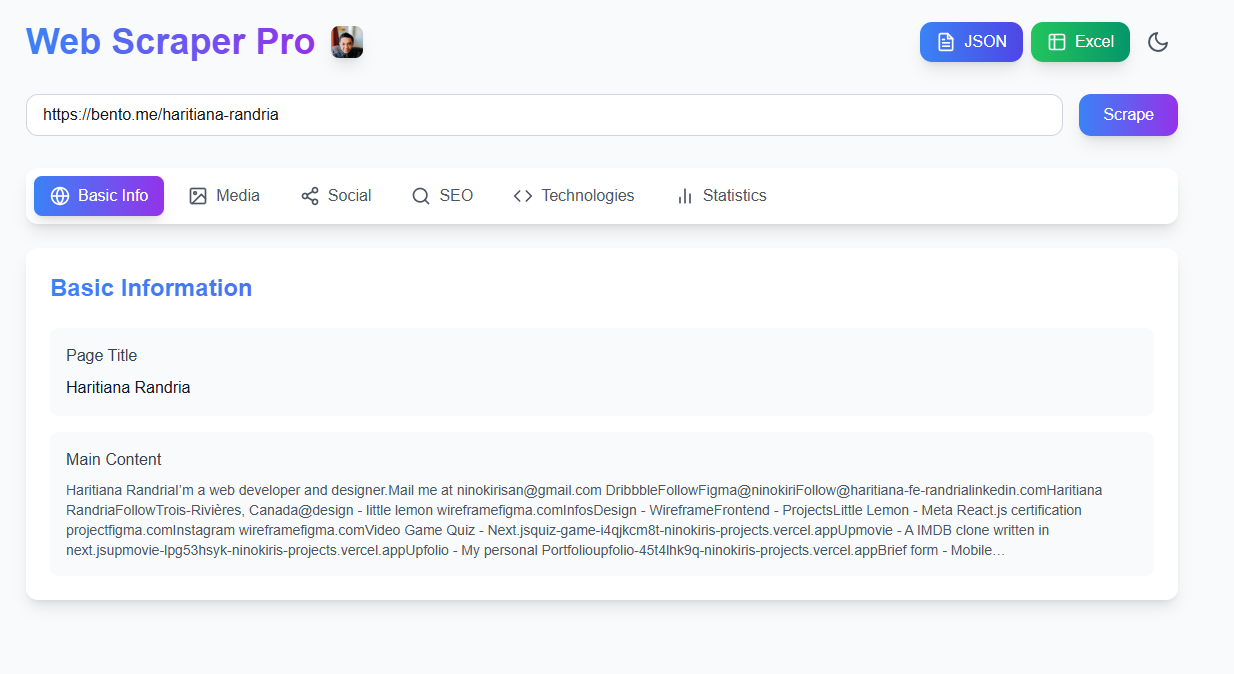 Web Scraper Pro
JSON
Excel
https://bento.me/haritiana-randria
Scrape
Basic Info
Media
Social
SEO
Technologies
Statistics
Basic Information
Page Title
Haritiana Randria
Main Content
Haritiana RandriaI’m a web developer and designer.Mail me at ninokirisan@gmail.com DribbbleFollowFigma@ninokiriFollow@haritiana-fe-randrialinkedin.comHaritiana
RandriaFollowTrois-Rivières, Canada@design - little lemon wireframefigma.comInfosDesign - WireframeFrontend - ProjectsLittle Lemon - Meta React.js certification
projectfigma.comInstagram wireframefigma.comVideo Game Quiz - Next.jsquiz-game-i4qjkcm8t-ninokiris-projects.vercel.appUpmovie - A IMDB clone written in
next.jsupmovie-lpg53hsyk-ninokiris-projects.vercel.appUpfolio - My personal Portfolioupfolio-45t4lhk9q-ninokiris-projects.vercel.appBrief form - Mobile…